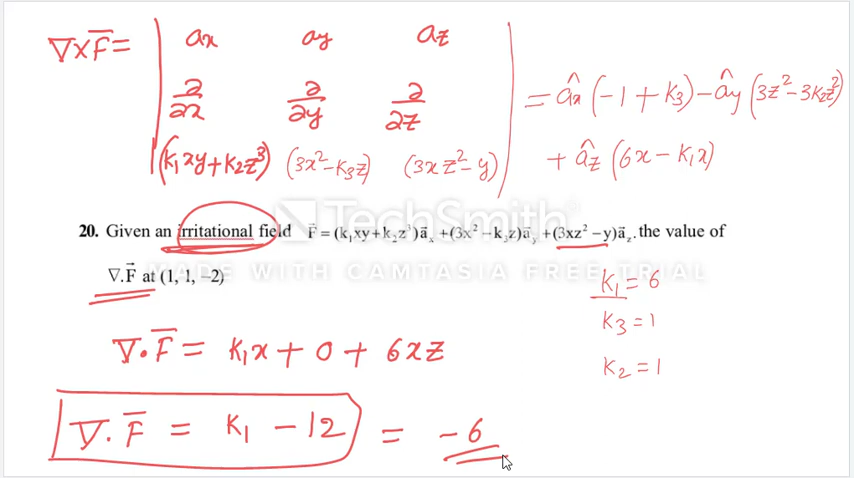 ∇×F̅ = | ax ay az |
| ∂/∂x ∂/∂y ∂/∂z | = âx (−1 + k₃) − ây (3z² − 3k₂z²)
| (k₁xy + k₂z³) (3x² − k₃z) (3xz² − y) | + âz (6x − k₁x)
TechSmith
20. Given an irritational field F⃗ = (k₁xy + k₂z³)a⃗ₓ + (3x² − k₃z)a⃗ᵧ + (3xz² − y)a⃗_z. the value of
MADE WITH CAMTASIA FREE TRIAL
∇.F⃗ at (1, 1, −2)
k₁ = 6
k₃ = 1
k₂ = 1
∇·F̅ = k₁x + 0 + 6xz
∇.F̅ = k₁ − 12 = −6